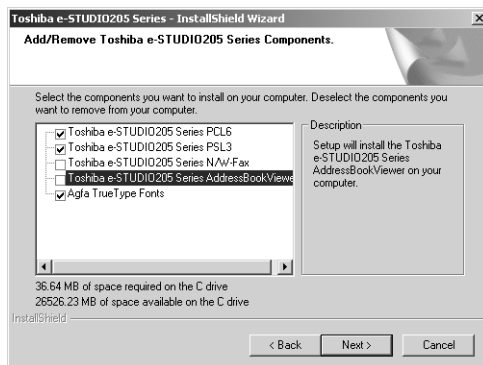 Toshiba e-STUDIO205 Series - InstallShield Wizard
Add/Remove Toshiba e-STUDIO205 Series Components.
Select the components you want to install on your computer. Deselect the components you
want to remove from your computer.
Toshiba e-STUDIO205 Series PCL6
Toshiba e-STUDIO205 Series PSL3
Toshiba e-STUDIO205 Series N/W-Fax
Toshiba e-STUDIO205 Series AddressBookViewe
Agfa TrueType Fonts
Description
Setup will install the Toshiba
e-STUDIO205 Series
AddressBookViewer on your
computer.
36.64 MB of space required on the C drive
26526.23 MB of space available on the C drive
InstallShield
< Back
Next >
Cancel